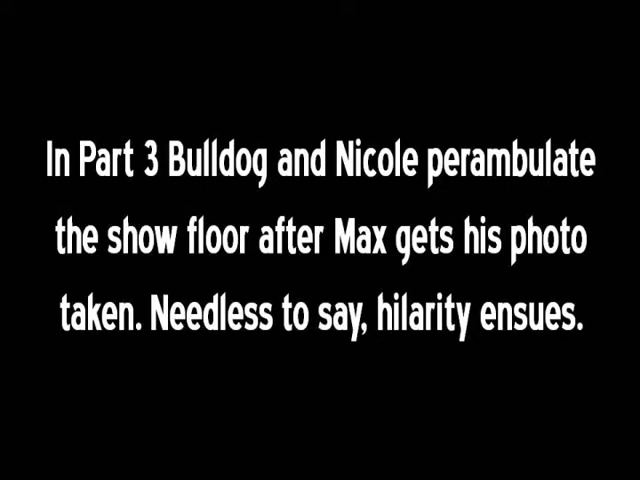 In Part 3 Bulldog and Nicole perambulate
the show floor after Max gets his photo
taken. Needless to say, hilarity ensues.